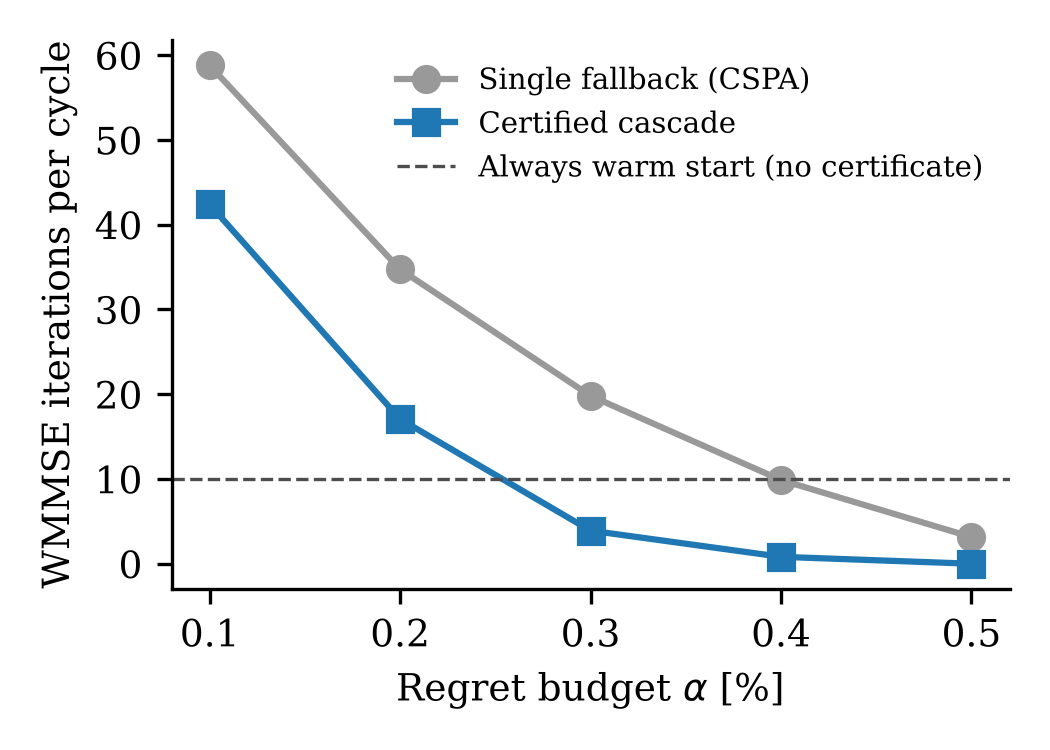 WMMSE iterations per cycle
60
50
40
30
20
10
0
Single fallback (CSPA)
Certified cascade
Always warm start (no certificate)
0.1 0.2 0.3 0.4 0.5
Regret budget α [%]